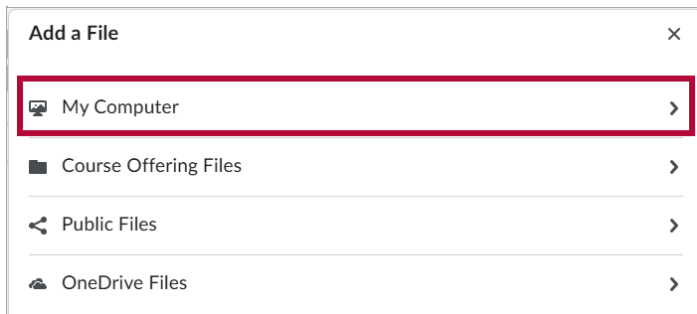 Add a File
My Computer
Course Offering Files
Public Files
OneDrive Files